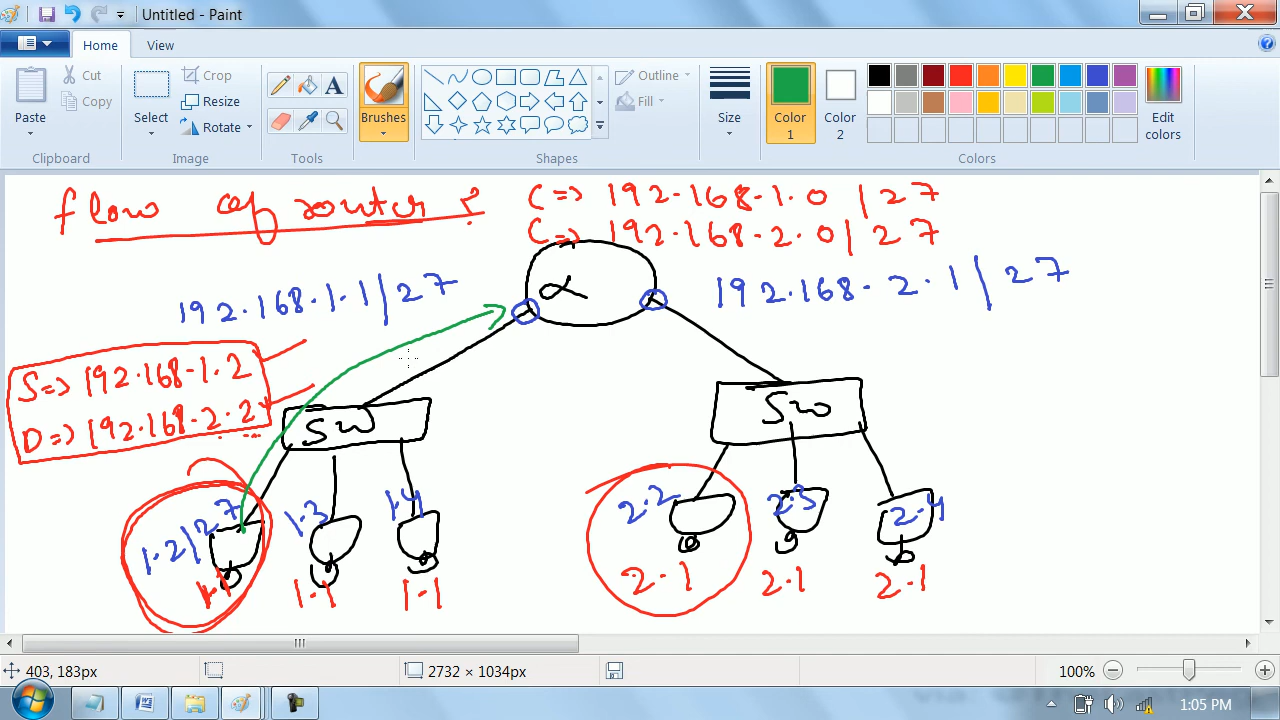 Untitled - Paint
Home
View
Paste
Cut
Copy
Clipboard
Select
Crop
Resize
Rotate
Image
A
Tools
Brushes
Outline
Fill
Shapes
Size
Color 1
Color 2
Colors
Edit colors
flow of router :
C=> 192.168.1.0 |27
C=> 192.168.2.0|27
192.168.1.1/27
192.168.2.1/27
S=> 192.168.1.2
D=> 192.168.2.2
SW
SW
1.2/27
1.3
1.4
2.2
2.3
2.4
1.1
1.1
1.1
2.1
2.1
2.1
403, 183px
2732 × 1034px
100%
1:05 PM